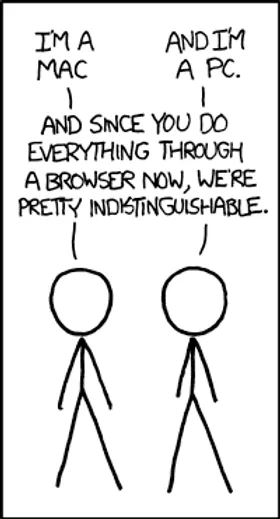 I'M A
MAC
AND I'M
A PC.
AND SINCE YOU DO
EVERYTHING THROUGH
A BROWSER NOW, WE'RE
PRETTY INDISTINGUISHABLE.